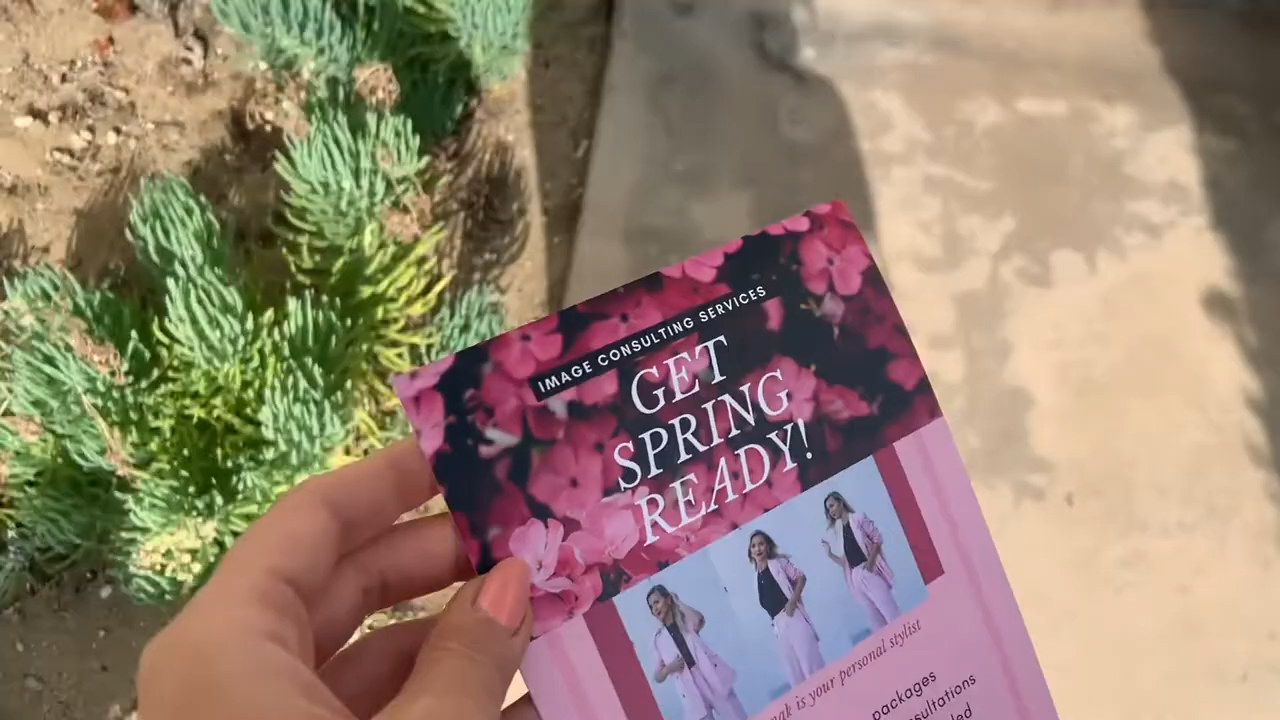 IMAGE CONSULTING SERVICES
GET
SPRING
READY!
is your personal stylist
packages